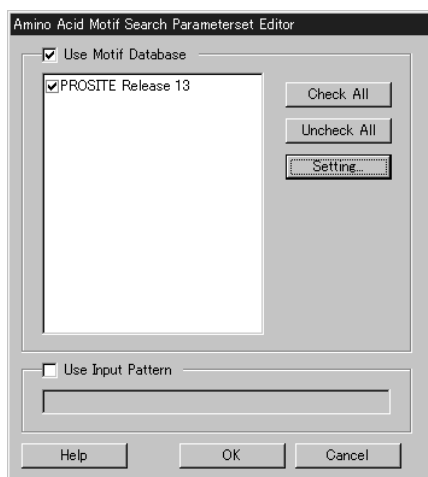 Amino Acid Motif Search Parameterset Editor
Use Motif Database
PROSITE Release 13
Check All
Uncheck All
Setting...
Use Input Pattern
Help OK Cancel